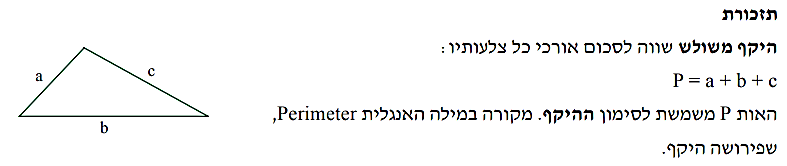 תזכורת
היקף משולש שווה לסכום אורכי כל צלעותיו:
P = a + b + c
האות P משמשת לסימון ההיקף. מקורה במילה האנגלית Perimeter,
שפירושה היקף.
a
c
b